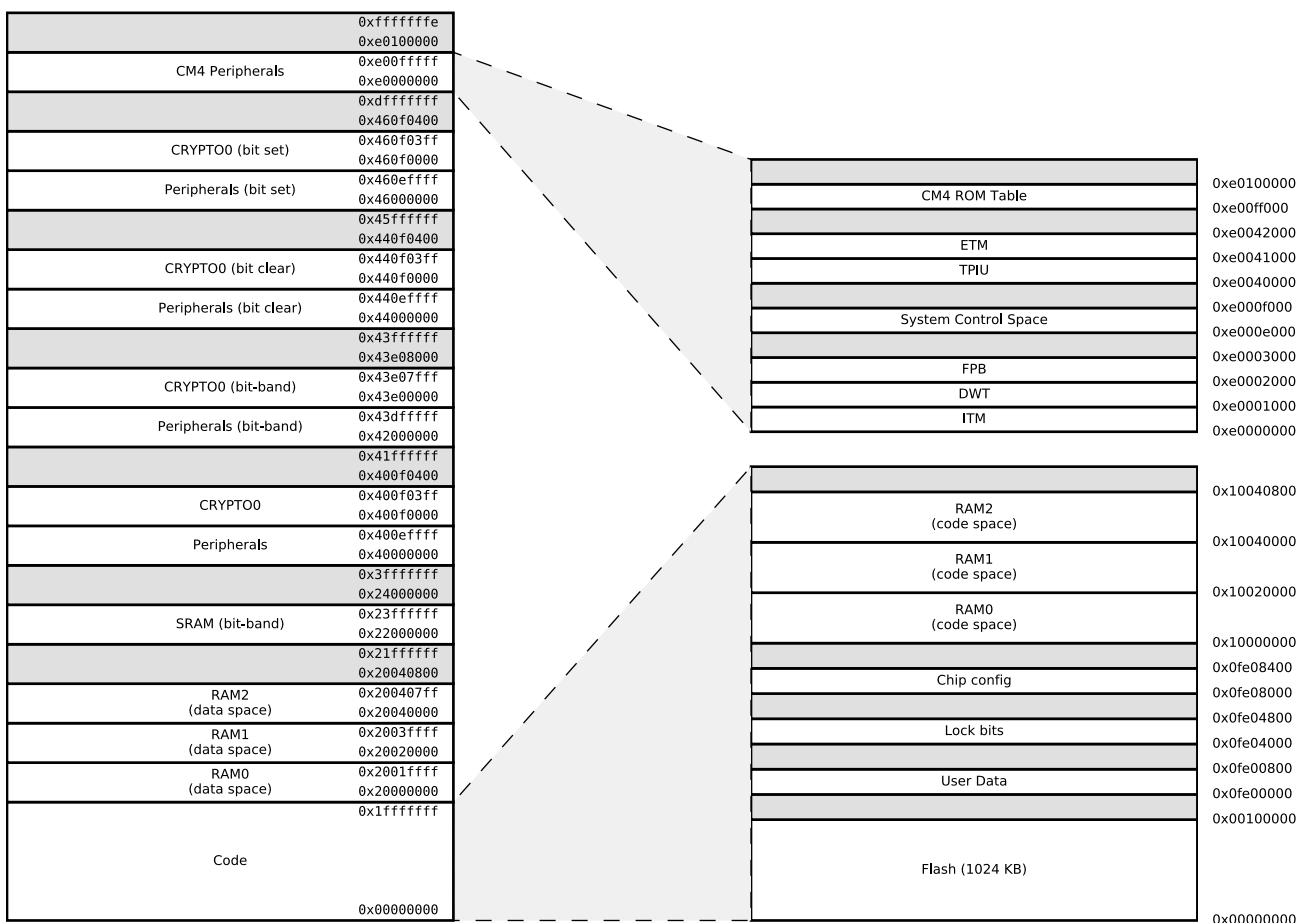 0xfffffffe
0xe0100000
CM4 Peripherals
0xe00fffff
0xe0000000
0xdfffffff
0x460f0400
CRYPTO0 (bit set)
0x460f03ff
0x460f0000
Peripherals (bit set)
0x460effff
0x46000000
0x45ffffff
0x440f0400
CRYPTO0 (bit clear)
0x440f03ff
0x440f0000
Peripherals (bit clear)
0x440effff
0x44000000
0x43ffffff
0x43e08000
CRYPTO0 (bit-band)
0x43e07fff
0x43e00000
Peripherals (bit-band)
0x43dfffff
0x42000000
0x41ffffff
0x400f0400
CRYPTO0
0x400f03ff
0x400f0000
Peripherals
0x400effff
0x40000000
0x3fffffff
0x24000000
SRAM (bit-band)
0x23ffffff
0x22000000
0x21ffffff
0x20040800
RAM2
(data space)
0x200407ff
0x20040000
RAM1
(data space)
0x2003ffff
0x20020000
RAM0
(data space)
0x2001ffff
0x20000000
0x1fffffff
Code
0x00000000
0xe0100000
CM4 ROM Table
0xe00ff000
0xe0042000
ETM
0xe0041000
TPIU
0xe0040000
0xe000f000
System Control Space
0xe000e000
0xe0003000
FPB
0xe0002000
DWT
0xe0001000
ITM
0xe0000000
0x10040800
RAM2
(code space)
0x10040000
RAM1
(code space)
0x10020000
RAM0
(code space)
0x10000000
0x0fe08400
Chip config
0x0fe08000
0x0fe04800
Lock bits
0x0fe04000
0x0fe00800
User Data
0x0fe00000
0x00100000
Flash (1024 KB)
0x00000000